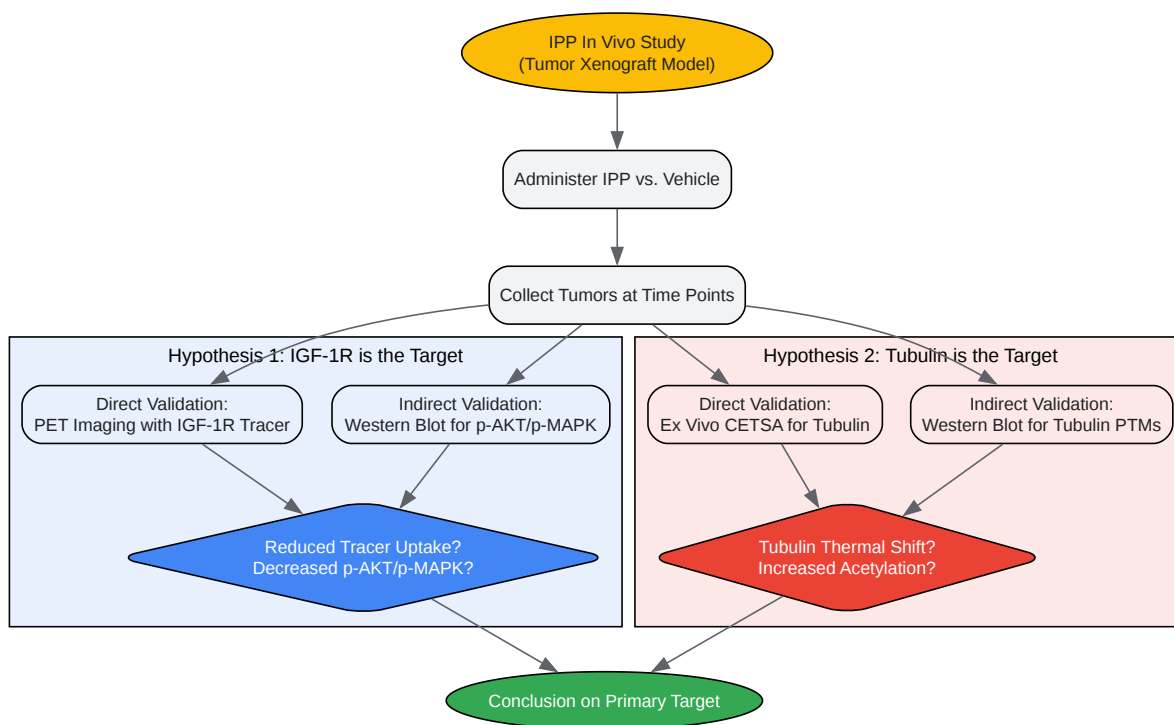 IPP In Vivo Study
(Tumor Xenograft Model)
Administer IPP vs. Vehicle
Collect Tumors at Time Points
Hypothesis 1: IGF-1R is the Target
Direct Validation:
PET Imaging with IGF-1R Tracer
Indirect Validation:
Western Blot for p-AKT/p-MAPK
Reduced Tracer Uptake?
Decreased p-AKT/p-MAPK?
Hypothesis 2: Tubulin is the Target
Direct Validation:
Ex Vivo CETSA for Tubulin
Indirect Validation:
Western Blot for Tubulin PTMs
Tubulin Thermal Shift?
Increased Acetylation?
Conclusion on Primary Target